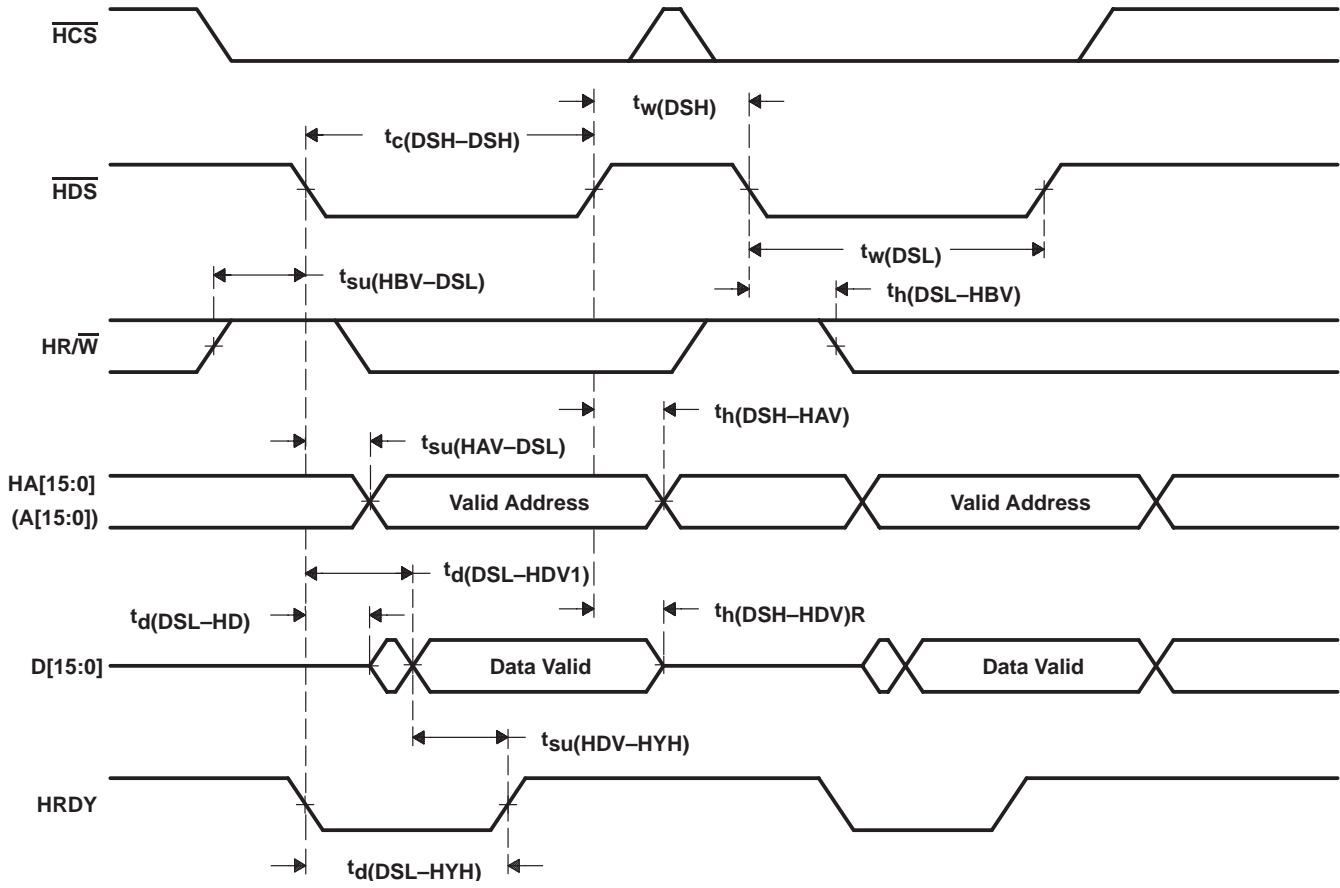 HCS
tw(DSH)
tc(DSH–DSH)
HDS
tw(DSL)
tsu(HBV–DSL)
th(DSL–HBV)
HR/W
th(DSH–HAV)
tsu(HAV–DSL)
HA[15:0]
(A[15:0])
Valid Address
Valid Address
td(DSL–HDV1)
td(DSL–HD)
th(DSH–HDV)R
D[15:0]
Data Valid
Data Valid
tsu(HDV–HYH)
HRDY
td(DSL–HYH)